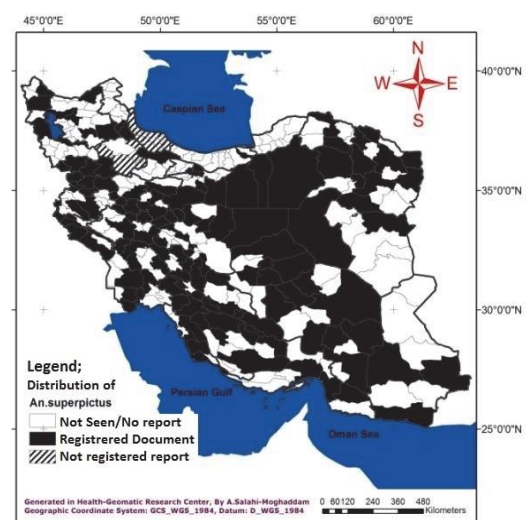 45°0'0"E 50°0'0"E 55°0'0"E 60°0'0"E
N
W E
S
40°0'0"N
35°0'0"N
30°0'0"N
25°0'0"N
Caspian Sea
Persian Gulf
Oman Sea
Legend;
Distribution of
An.superpictus
Not Seen/No report
Registrered Document
Not registered report
Generated in Health-Geomatic Research Center, By A.Salahi-Moghaddam
Geographic Coordinate System: GCS_WGS_1984, Datum: D_WGS_1984
0 60 120 240 360 480
Kilometers